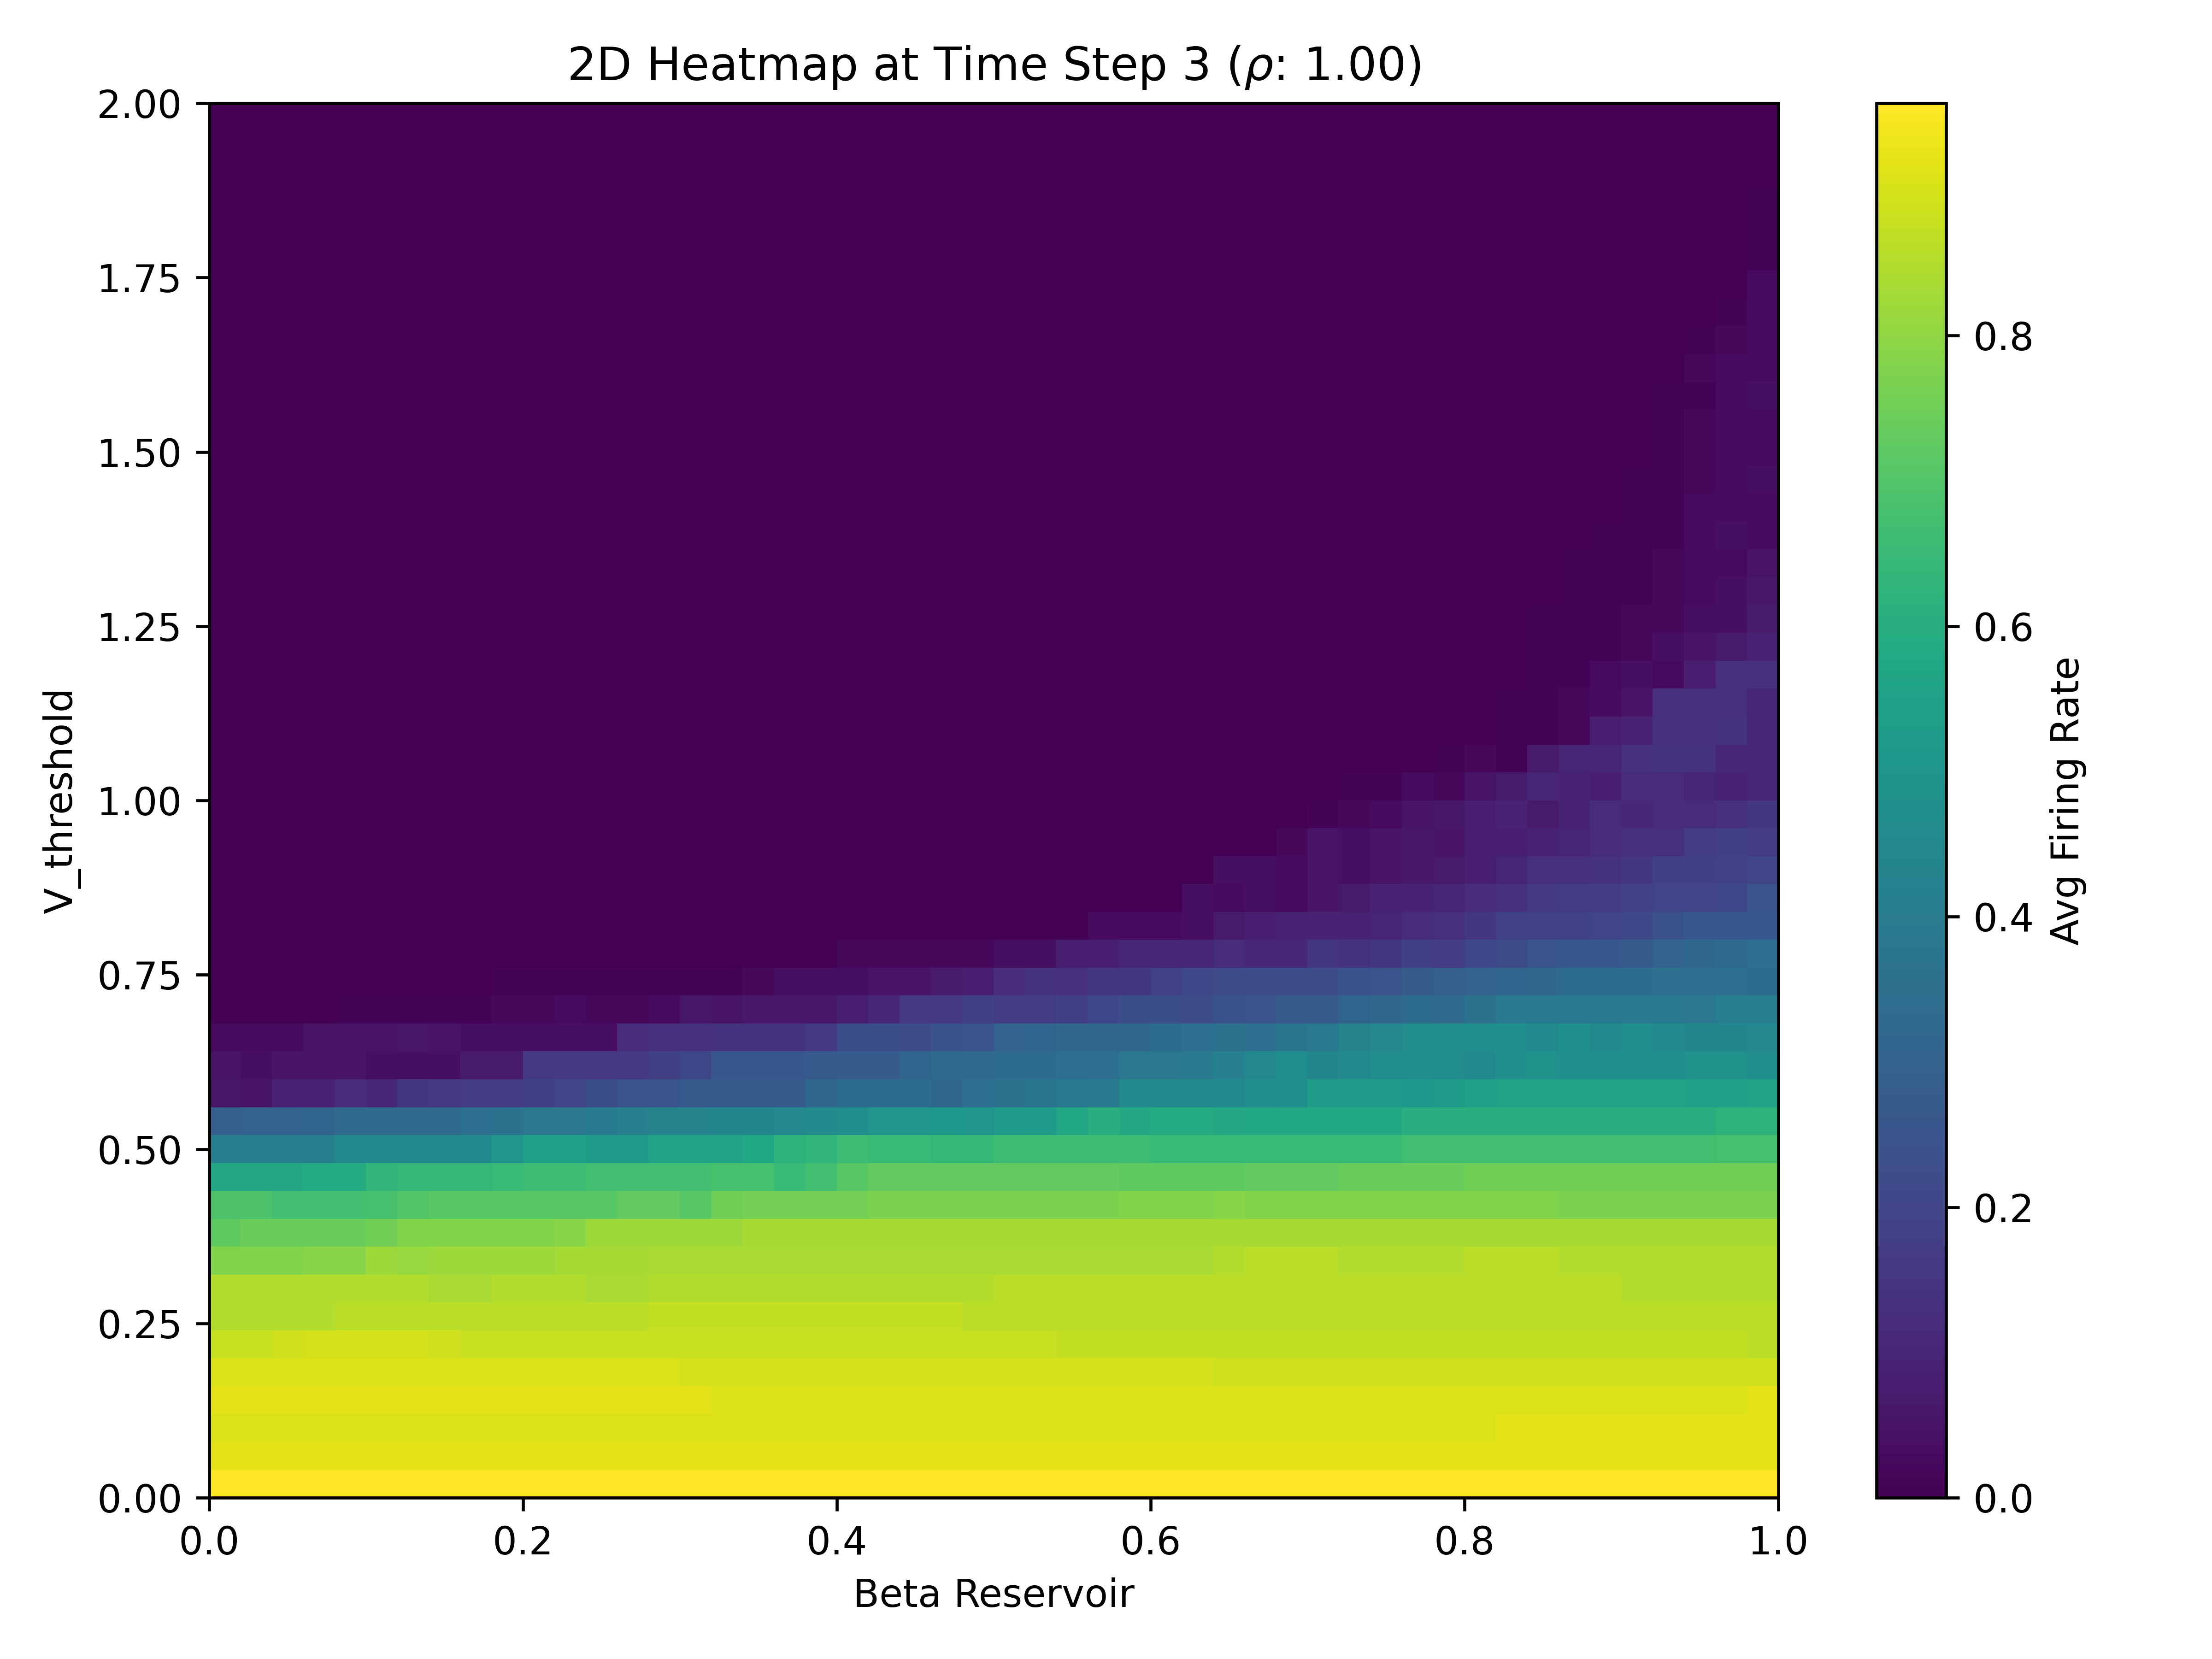 2D Heatmap at Time Step 3 (ρ: 1.00)
V_threshold
2.00
1.75
1.50
1.25
1.00
0.75
0.50
0.25
0.00
0.0 0.2 0.4 0.6 0.8 1.0
Beta Reservoir
0.8
0.6
0.4
0.2
0.0
Avg Firing Rate